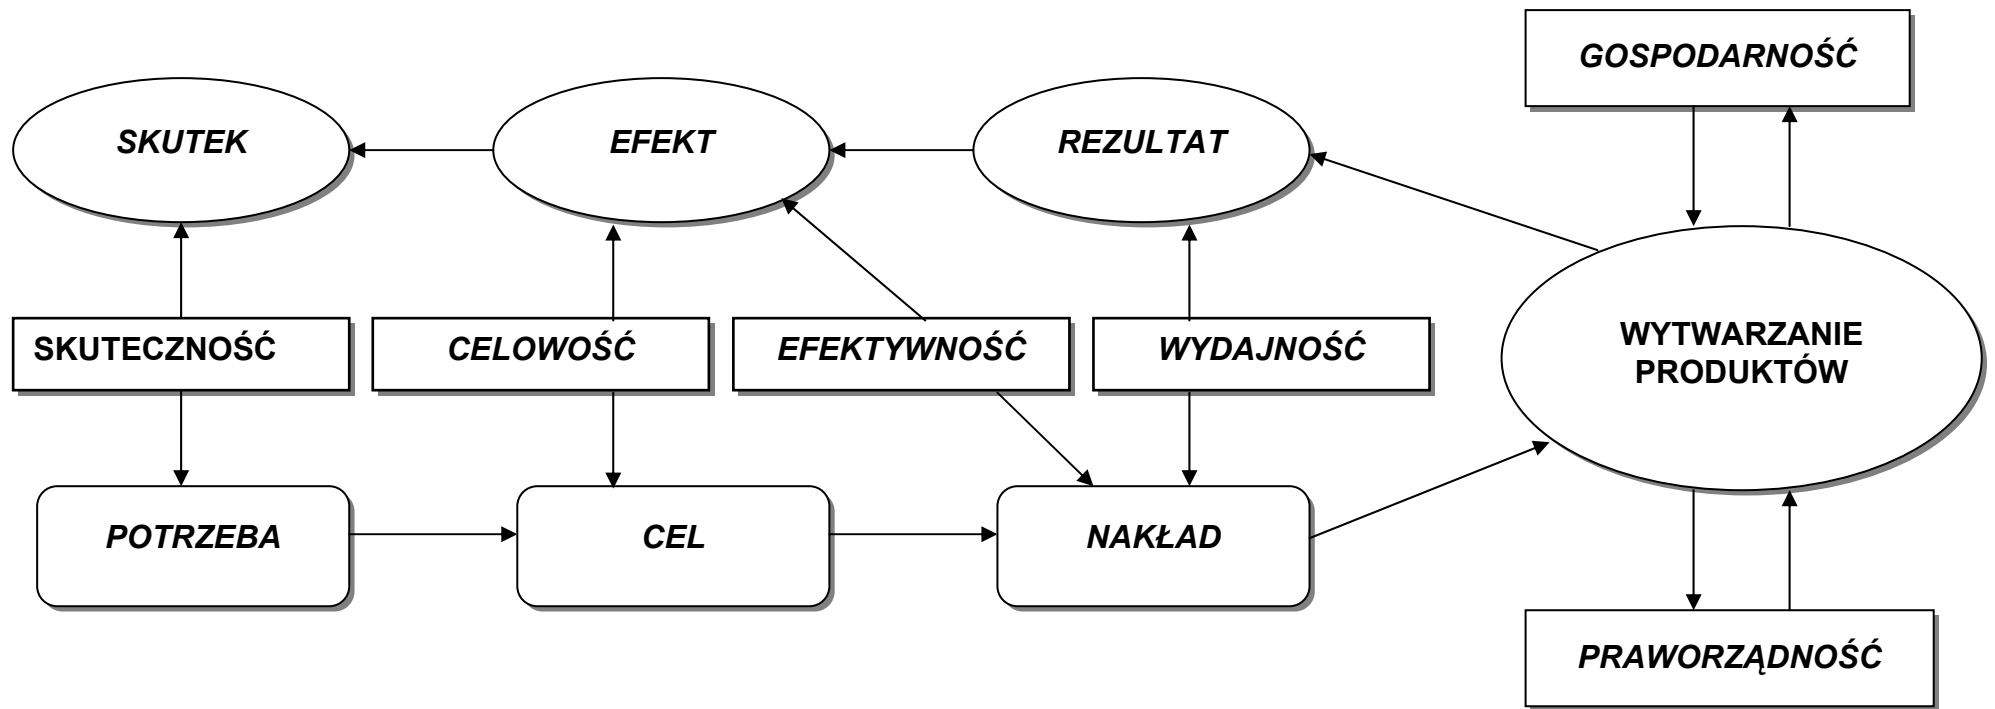 GOSPODARNOŚĆ
SKUTEK
EFEKT
REZULTAT
SKUTECZNOŚĆ
CELOWOŚĆ
EFEKTYWNOŚĆ
WYDAJNOŚĆ
WYTWARZANIE
PRODUKTÓW
POTRZEBA
CEL
NAKŁAD
PRAWORZĄDNOŚĆ